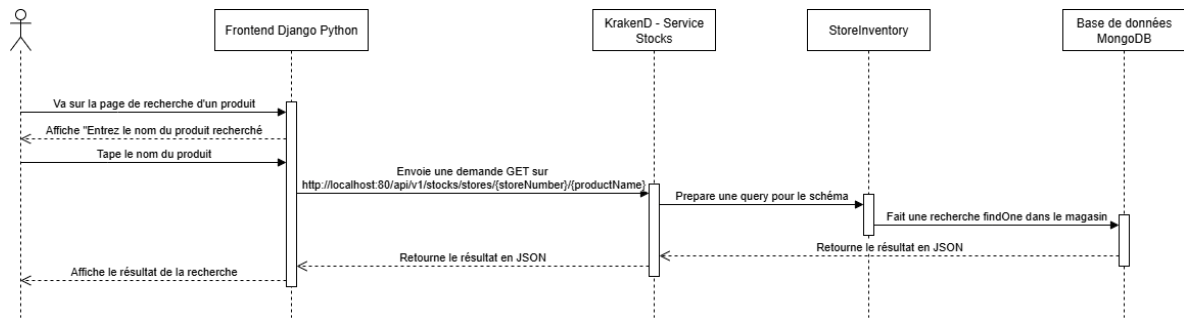 Frontend Django Python
KrakenD - Service
Stocks
StoreInventory
Base de données
MongoDB
Va sur la page de recherche d'un produit
Affiche "Entrez le nom du produit recherché
Tape le nom du produit
Envoie une demande GET sur
http://localhost:80/api/v1/stocks/stores/{storeNumber}/{productName}
Prepare une query pour le schéma
Fait une recherche findOne dans le magasin
Retourne le résultat en JSON
Retourne le résultat en JSON
Affiche le résultat de la recherche